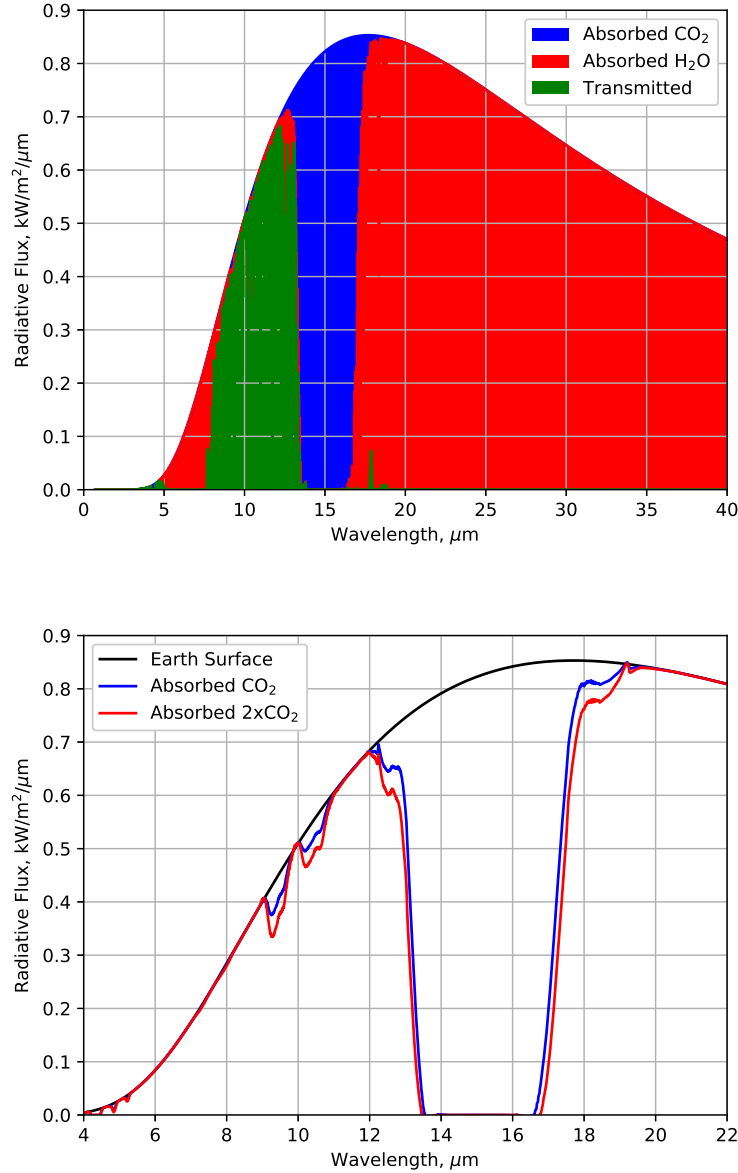 0.9
0.8
0.7
0.6
0.5
0.4
0.3
0.2
0.1
0.0
Radiative Flux, kW/m²/μm
Absorbed CO₂
Absorbed H₂O
Transmitted
0 5 10 15 20 25 30 35 40
Wavelength, μm
0.9
0.8
0.7
0.6
0.5
0.4
0.3
0.2
0.1
0.0
Radiative Flux, kW/m²/μm
Earth Surface
Absorbed CO₂
Absorbed 2xCO₂
4 6 8 10 12 14 16 18 20 22
Wavelength, μm